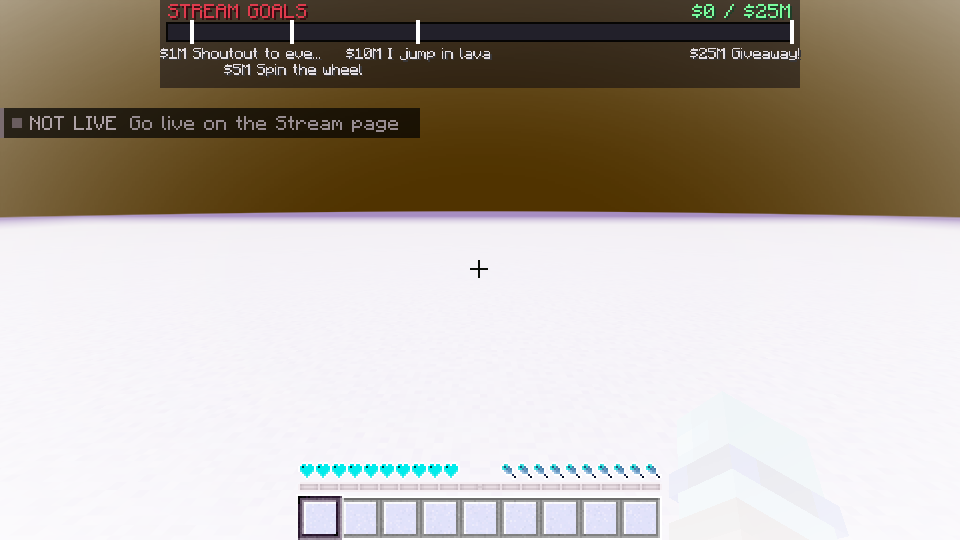 STREAM GOALS $0 / $25M
$1M Shoutout to eve... $10M I jump in lava $25M Giveaway!
$5M Spin the wheel
NOT LIVE Go live on the Stream page